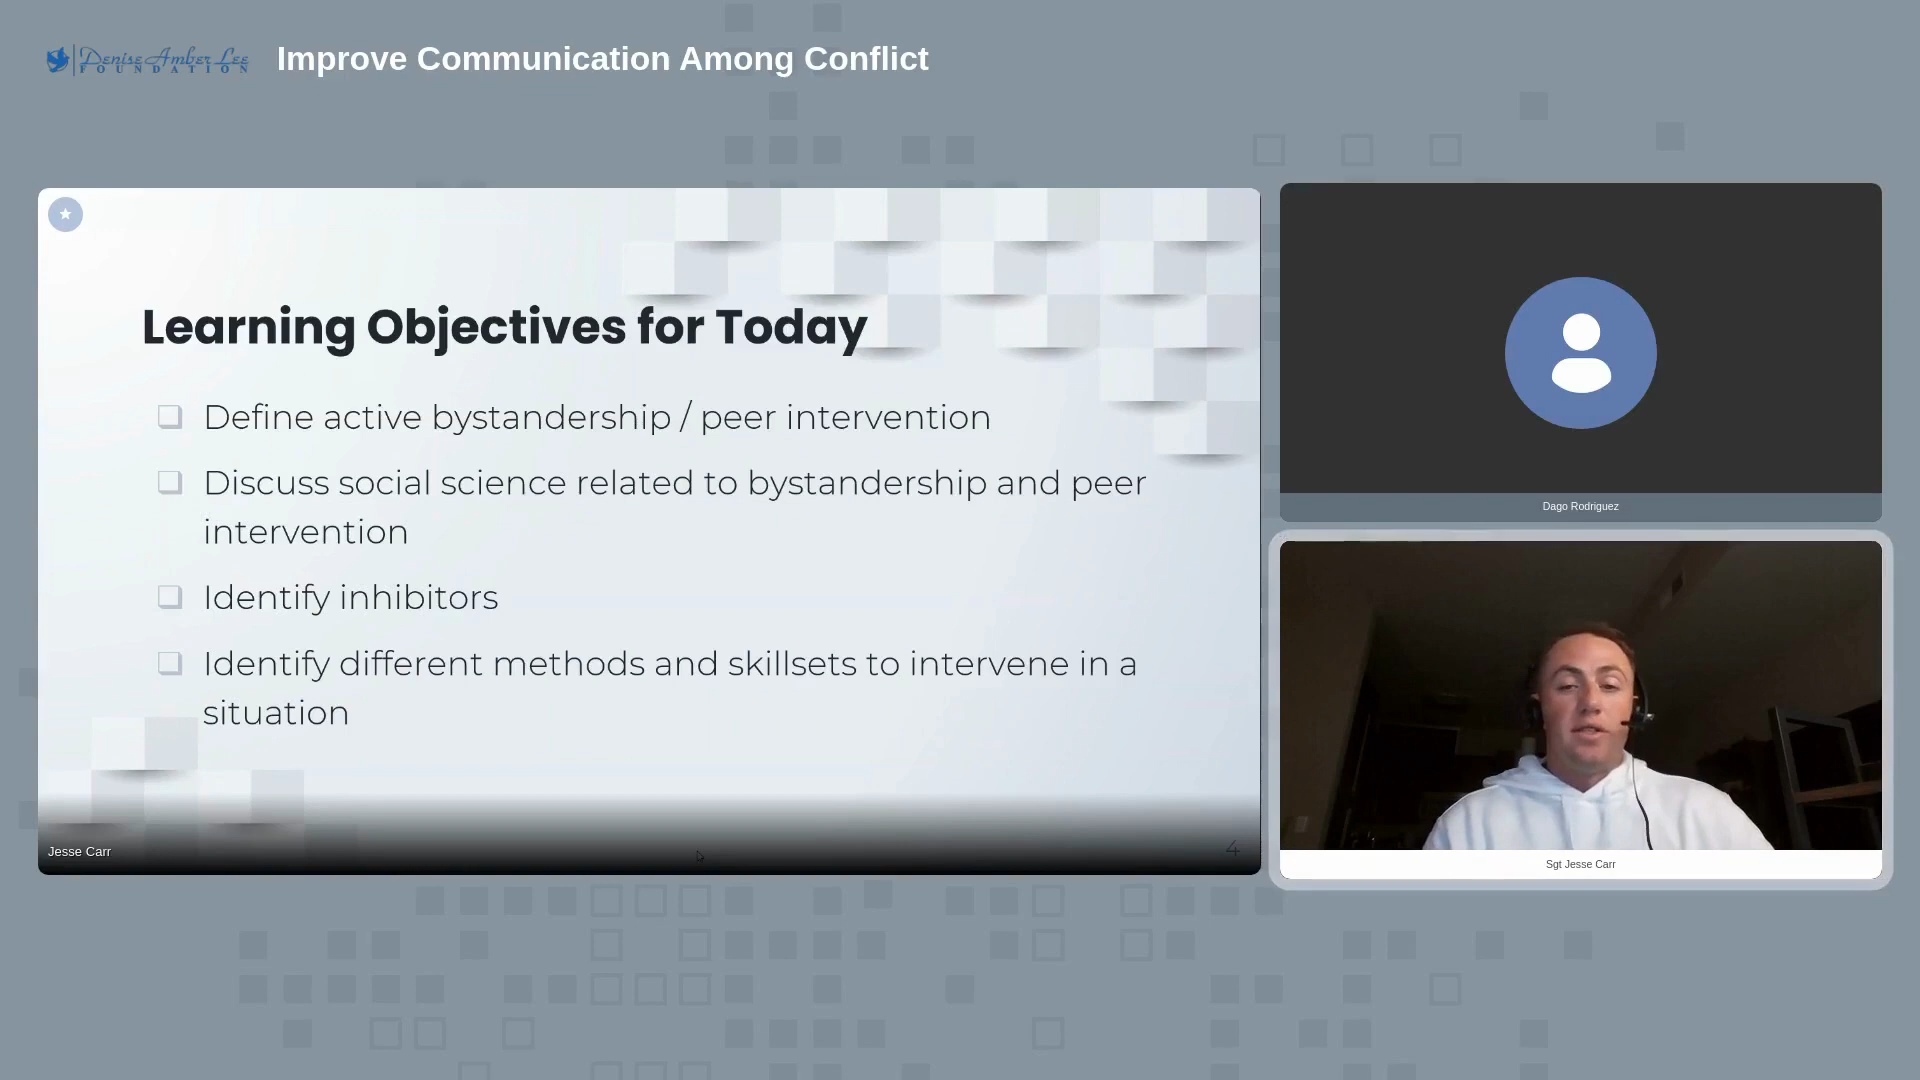 Denise Amber Lee
FOUNDATION
Improve Communication Among Conflict
Learning Objectives for Today
Define active bystandership / peer intervention
Discuss social science related to bystandership and peer
intervention
Identify inhibitors
Identify different methods and skillsets to intervene in a
situation
Jesse Carr
4
Dago Rodriguez
Sgt Jesse Carr